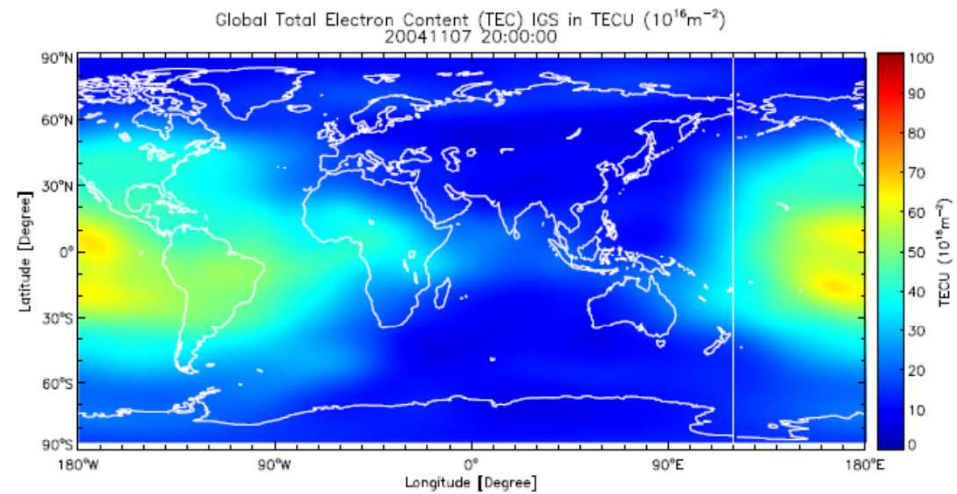 Global Total Electron Content (TEC) IGS in TECU (10¹⁶m⁻²)
20041107 20:00:00
90°N
60°N
30°N
0°
30°S
60°S
90°S
Latitude [Degree]
180°W
90°W
0°
90°E
180°E
Longitude [Degree]
100
90
80
70
60
50
40
30
20
10
0
TECU (10¹⁶m⁻²)